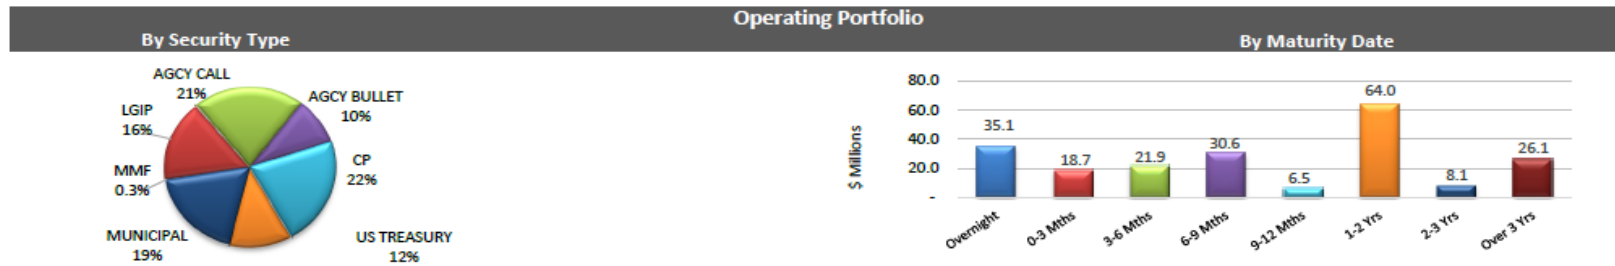 Operating Portfolio
By Security Type
By Maturity Date
AGCY CALL
21%
AGCY BULLET
10%
LGIP
16%
CP
22%
MMF
0.3%
MUNICIPAL
19%
US TREASURY
12%
$ Millions
80.0
60.0
40.0
20.0
-
35.1
18.7
21.9
30.6
6.5
64.0
8.1
26.1
Overnight
0-3 Mths
3-6 Mths
6-9 Mths
9-12 Mths
1-2 Yrs
2-3 Yrs
Over 3 Yrs